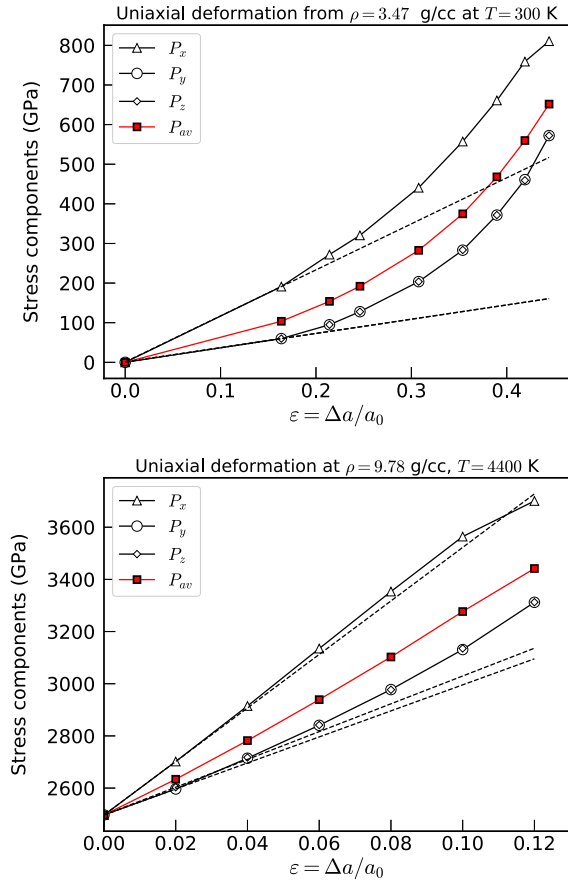 Uniaxial deformation from ρ = 3.47 g/cc at T = 300 K
800
700
600
500
400
300
200
100
0
Stress components (GPa)
P_x
P_y
P_z
P_av
0.0 0.1 0.2 0.3 0.4
ε = Δa/a_0
Uniaxial deformation at ρ = 9.78 g/cc, T = 4400 K
3600
3400
3200
3000
2800
2600
Stress components (GPa)
P_x
P_y
P_z
P_av
0.00 0.02 0.04 0.06 0.08 0.10 0.12
ε = Δa/a_0